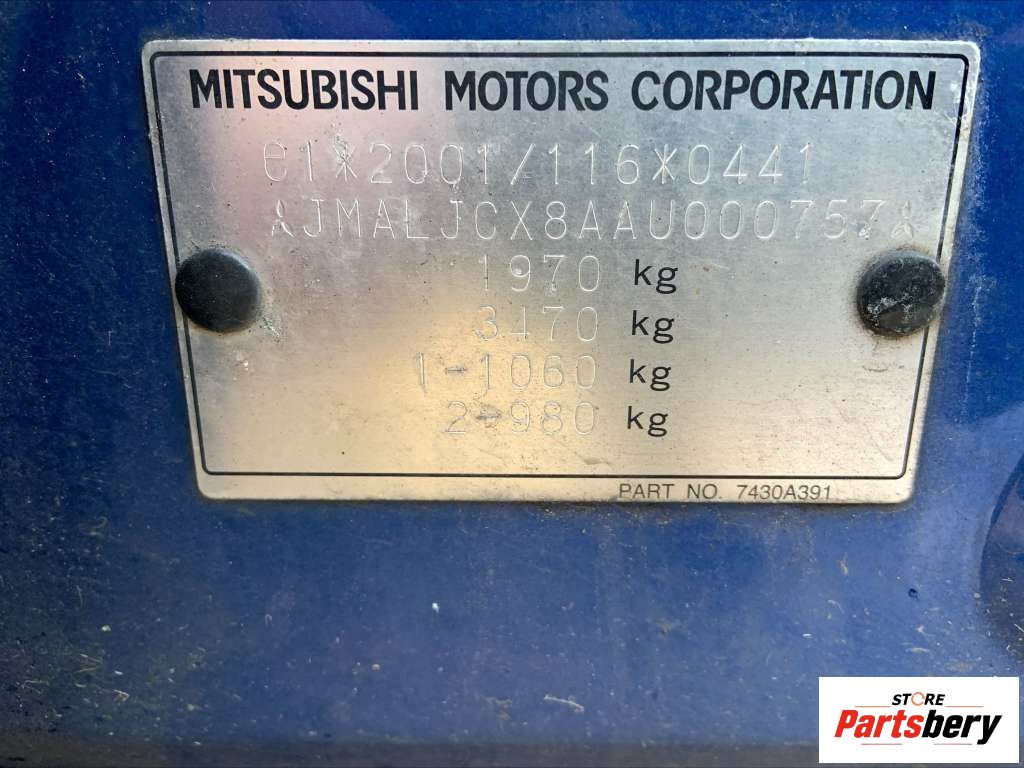 MITSUBISHI MOTORS CORPORATION
e1*2001/116*0441
JMALJCX8AAU000757
1970 kg
3470 kg
1-1060 kg
2-980 kg
PART NO. 7430A391
STORE
Partsbery